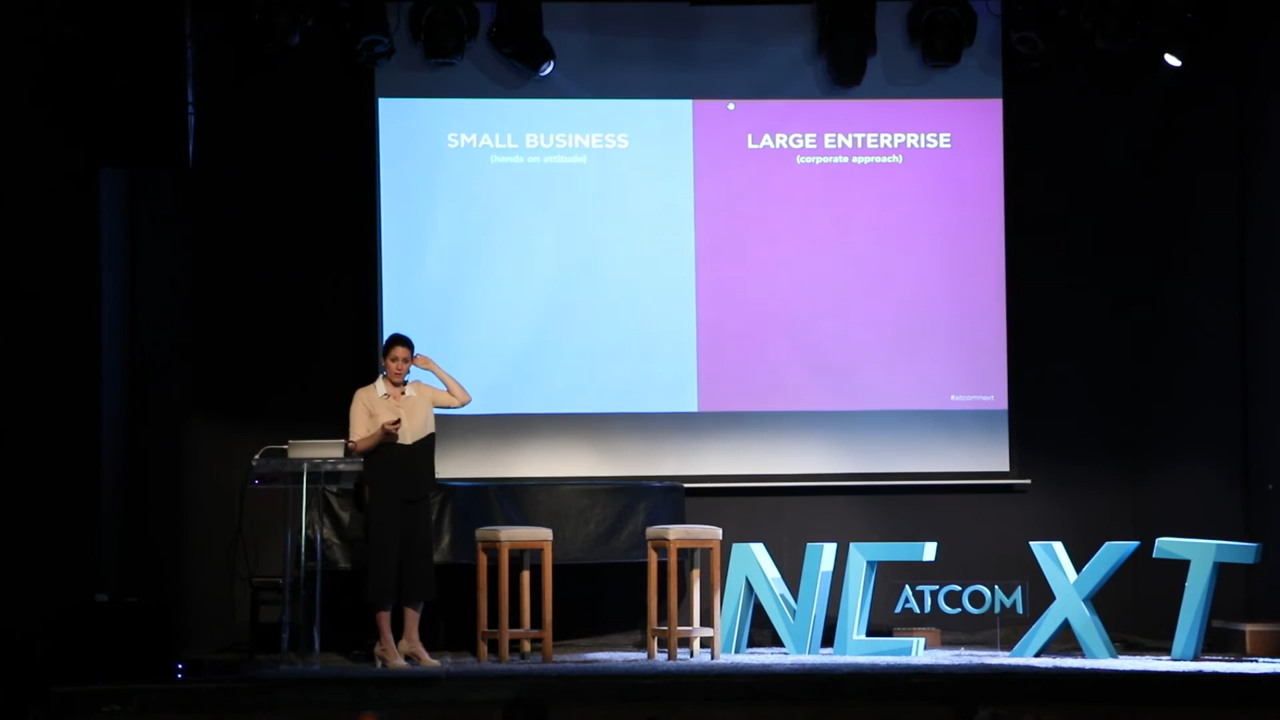 SMALL BUSINESS
(hands on attitude)
LARGE ENTERPRISE
(corporate approach)
#atcomnext
NEXT
ATCOM